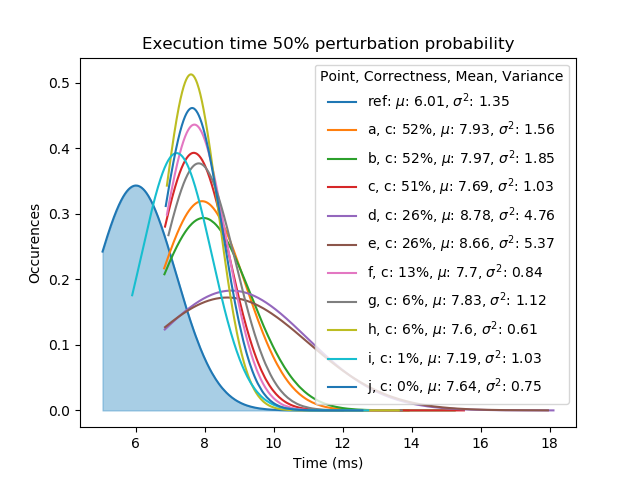 Execution time 50% perturbation probability
Occurences
0.5
0.4
0.3
0.2
0.1
0.0
Point, Correctness, Mean, Variance
ref: μ: 6.01, σ²: 1.35
a, c: 52%, μ: 7.93, σ²: 1.56
b, c: 52%, μ: 7.97, σ²: 1.85
c, c: 51%, μ: 7.69, σ²: 1.03
d, c: 26%, μ: 8.78, σ²: 4.76
e, c: 26%, μ: 8.66, σ²: 5.37
f, c: 13%, μ: 7.7, σ²: 0.84
g, c: 6%, μ: 7.83, σ²: 1.12
h, c: 6%, μ: 7.6, σ²: 0.61
i, c: 1%, μ: 7.19, σ²: 1.03
j, c: 0%, μ: 7.64, σ²: 0.75
6 8 10 12 14 16 18
Time (ms)